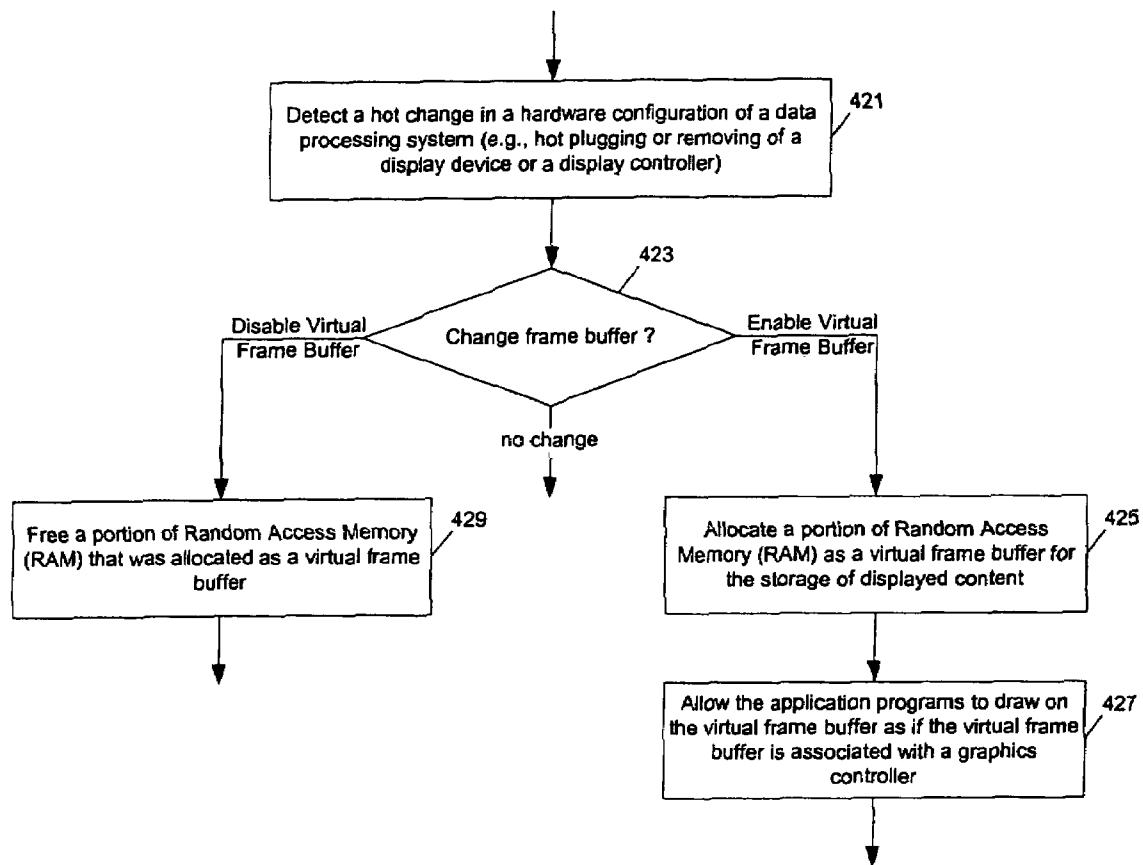 Detect a hot change in a hardware configuration of a data
processing system (e.g., hot plugging or removing of a
display device or a display controller)
421
423
Change frame buffer ?
Disable Virtual
Frame Buffer
Enable Virtual
Frame Buffer
no change
Free a portion of Random Access Memory
(RAM) that was allocated as a virtual frame
buffer
429
Allocate a portion of Random Access
Memory (RAM) as a virtual frame buffer for
the storage of displayed content
425
Allow the application programs to draw on
the virtual frame buffer as if the virtual frame
buffer is associated with a graphics
controller
427